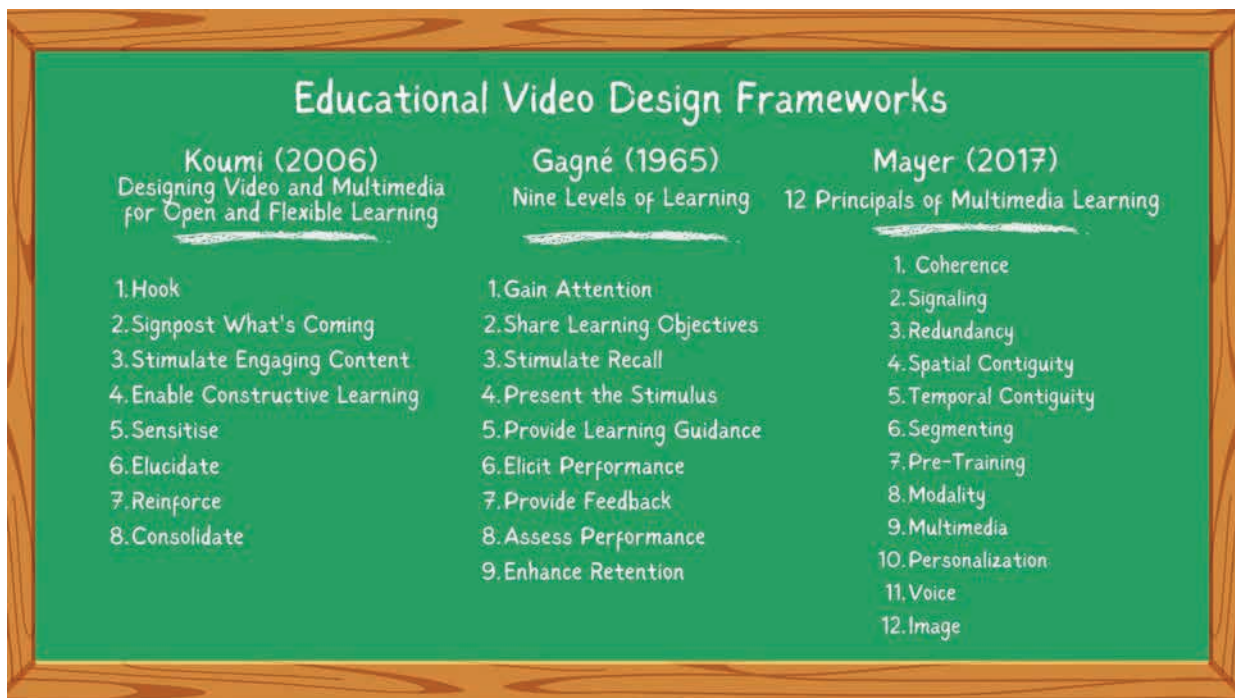 Educational Video Design Frameworks
Koumi (2006)
Designing Video and Multimedia
for Open and Flexible Learning
1. Hook
2. Signpost What's Coming
3. Stimulate Engaging Content
4. Enable Constructive Learning
5. Sensitise
6. Elucidate
7. Reinforce
8. Consolidate
Gagné (1965)
Nine Levels of Learning
1. Gain Attention
2. Share Learning Objectives
3. Stimulate Recall
4. Present the Stimulus
5. Provide Learning Guidance
6. Elicit Performance
7. Provide Feedback
8. Assess Performance
9. Enhance Retention
Mayer (2017)
12 Principals of Multimedia Learning
1. Coherence
2. Signaling
3. Redundancy
4. Spatial Contiguity
5. Temporal Contiguity
6. Segmenting
7. Pre-Training
8. Modality
9. Multimedia
10. Personalization
11. Voice
12. Image